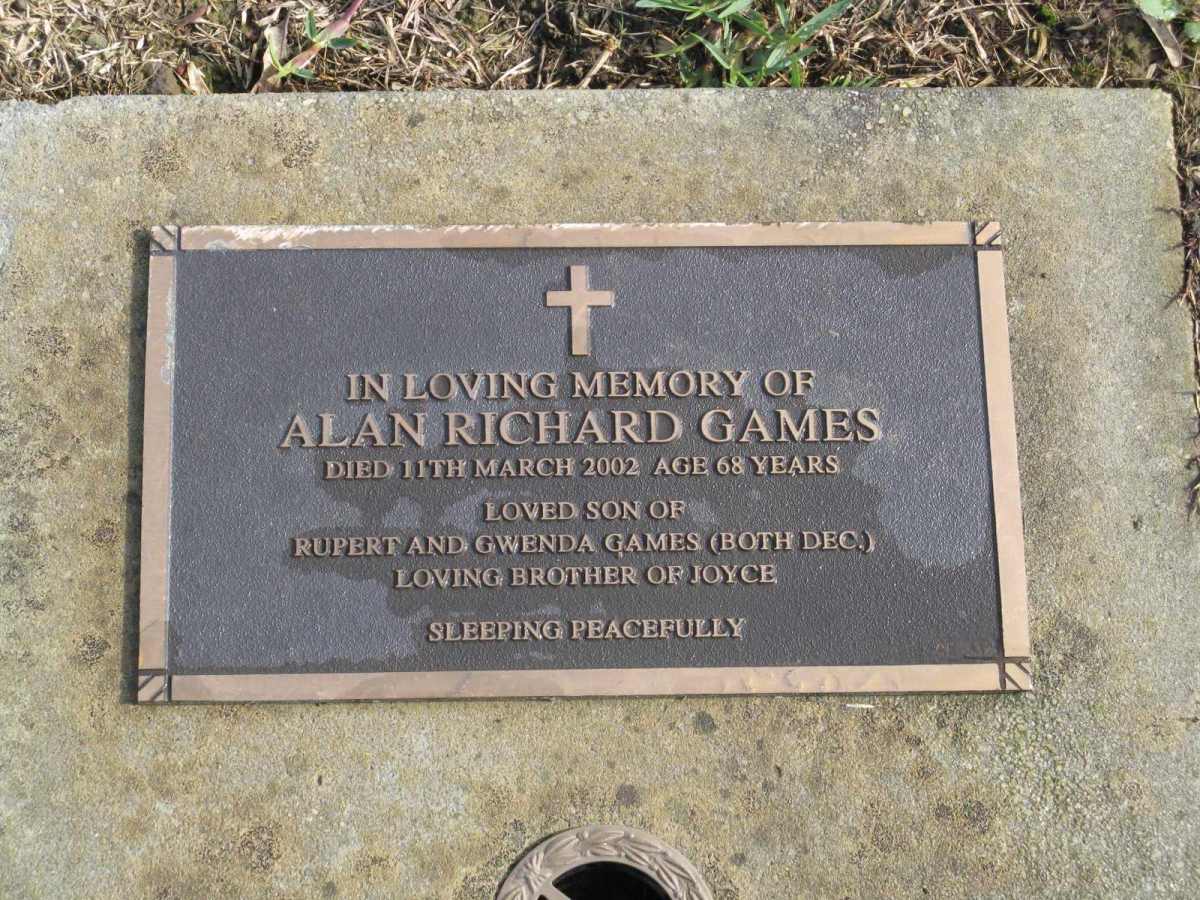 IN LOVING MEMORY OF
ALAN RICHARD GAMES
DIED 11TH MARCH 2002 AGE 68 YEARS
LOVED SON OF
RUPERT AND GWENDA GAMES (BOTH DEC.)
LOVING BROTHER OF JOYCE
SLEEPING PEACEFULLY